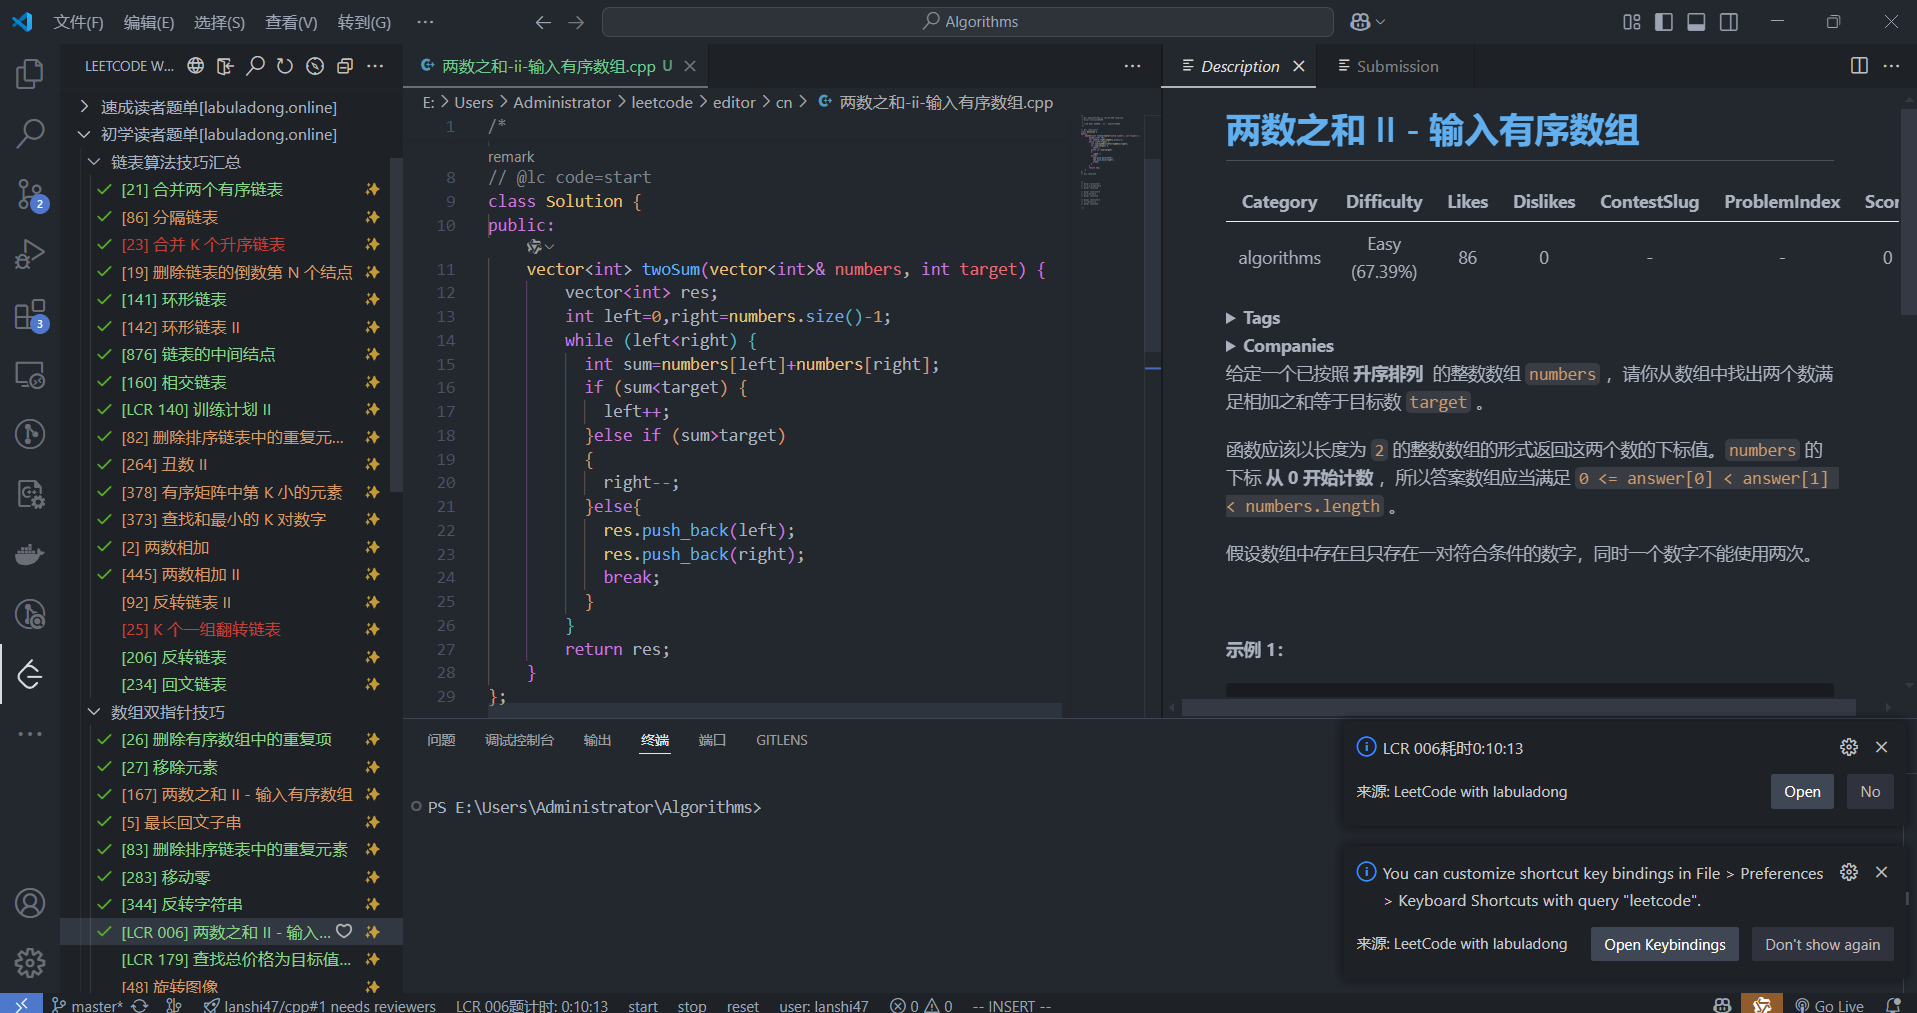 文件(F) 编辑(E) 选择(S) 查看(V) 转到(G) ··· Algorithms
LEETCODE W... ···
速成读者题单[labuladong.online]
初学读者题单[labuladong.online]
链表算法技巧汇总
[21] 合并两个有序链表
[86] 分隔链表
[23] 合并 K 个升序链表
[19] 删除链表的倒数第 N 个结点
[141] 环形链表
[142] 环形链表 II
[876] 链表的中间结点
[160] 相交链表
[LCR 140] 训练计划 II
[82] 删除排序链表中的重复元...
[264] 丑数 II
[378] 有序矩阵中第 K 小的元素
[373] 查找和最小的 K 对数字
[2] 两数相加
[445] 两数相加 II
[92] 反转链表 II
[25] K 个一组翻转链表
[206] 反转链表
[234] 回文链表
数组双指针技巧
[26] 删除有序数组中的重复项
[27] 移除元素
[167] 两数之和 II - 输入有序数组
[5] 最长回文子串
[83] 删除排序链表中的重复元素
[283] 移动零
[344] 反转字符串
[LCR 006] 两数之和 II - 输入...
[LCR 179] 查找总价格为目标值...
[48] 旋转图像
2
3
两数之和-ii-输入有序数组.cpp U
E: > Users > Administrator > leetcode > editor > cn > 两数之和-ii-输入有序数组.cpp
1 /*
remark
8 // @lc code=start
9 class Solution {
10 public:
11 vector<int> twoSum(vector<int>& numbers, int target) {
12 vector<int> res;
13 int left=0,right=numbers.size()-1;
14 while (left<right) {
15 int sum=numbers[left]+numbers[right];
16 if (sum<target) {
17 left++;
18 }else if (sum>target)
19 {
20 right--;
21 }else{
22 res.push_back(left);
23 res.push_back(right);
24 break;
25 }
26 }
27 return res;
28 }
29 };
问题 调试控制台 输出 终端 端口 GITLENS
PS E:\Users\Administrator\Algorithms>
Description Submission
两数之和 II - 输入有序数组
Category Difficulty Likes Dislikes ContestSlug ProblemIndex Scor
algorithms Easy (67.39%) 86 0 - - 0
Tags
Companies
给定一个已按照 升序排列 的整数数组 numbers ，请你从数组中找出两个数满
足相加之和等于目标数 target 。
函数应该以长度为 2 的整数数组的形式返回这两个数的下标值。numbers 的
下标 从 0 开始计数 ，所以答案数组应当满足 0 <= answer[0] < answer[1]
< numbers.length 。
假设数组中存在且只存在一对符合条件的数字，同时一个数字不能使用两次。
示例 1：
LCR 006耗时0:10:13
来源: LeetCode with labuladong Open No
You can customize shortcut key bindings in File > Preferences
> Keyboard Shortcuts with query "leetcode".
来源: LeetCode with labuladong Open Keybindings Don't show again
master* lanshi47/cpp#1 needs reviewers LCR 006题计时: 0:10:13 start stop reset user: lanshi47 0 0 -- INSERT -- Go Live